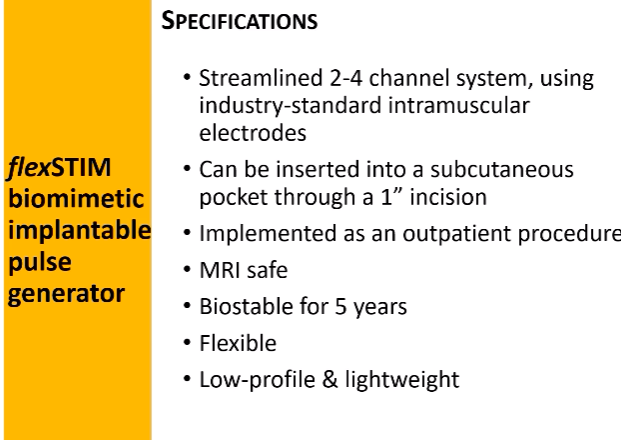 SPECIFICATIONS
• Streamlined 2-4 channel system, using
industry-standard intramuscular
electrodes
• Can be inserted into a subcutaneous
pocket through a 1” incision
• Implemented as an outpatient procedure
• MRI safe
• Biostable for 5 years
• Flexible
• Low-profile & lightweight
flexSTIM
biomimetic
implantable
pulse
generator